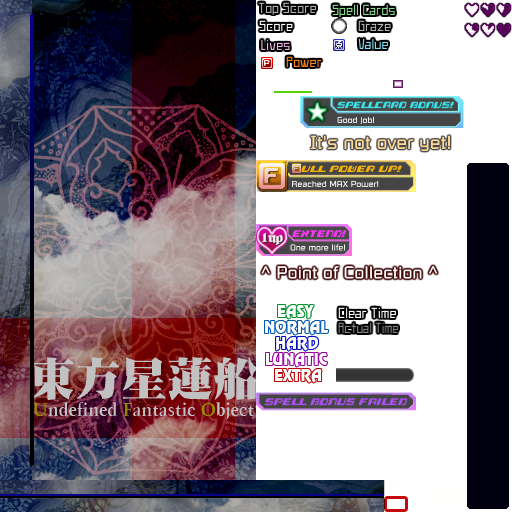 Top Score
Spell Cards
Score
Graze
Lives
Value
P
Power
SPELLCARD BONUS!
Good job!
It's not over yet!
F
FULL POWER UP!
Reached MAX Power!
1up
EXTEND!
One more life!
^ Point of Collection ^
EASY
NORMAL
HARD
LUNATIC
EXTRA
Clear Time
Actual Time
東方星蓮船
Undefined Fantastic Object
SPELL BONUS FAILED